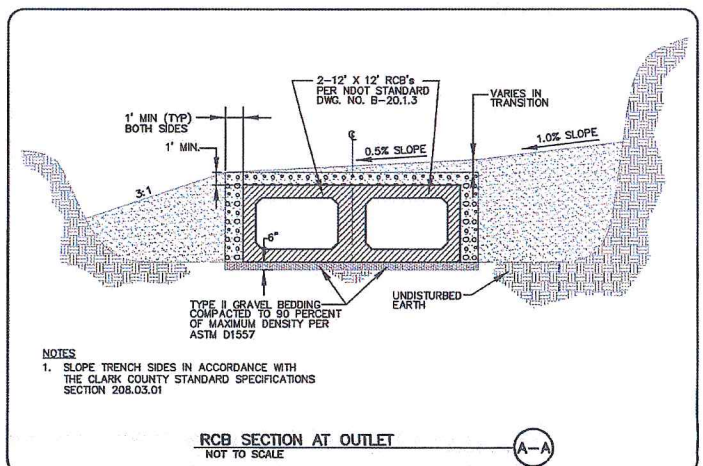 2-12' X 12' RCB's
PER NDOT STANDARD
DWG. NO. B-20.1.3
VARIES IN
TRANSITION
1' MIN (TYP)
BOTH SIDES
℄
0.5% SLOPE
1.0% SLOPE
1' MIN.
3:1
6"
TYPE II GRAVEL BEDDING
COMPACTED TO 90 PERCENT
OF MAXIMUM DENSITY PER
ASTM D1557
UNDISTURBED
EARTH
NOTES
1. SLOPE TRENCH SIDES IN ACCORDANCE WITH
THE CLARK COUNTY STANDARD SPECIFICATIONS
SECTION 208.03.01
RCB SECTION AT OUTLET
NOT TO SCALE
A-A